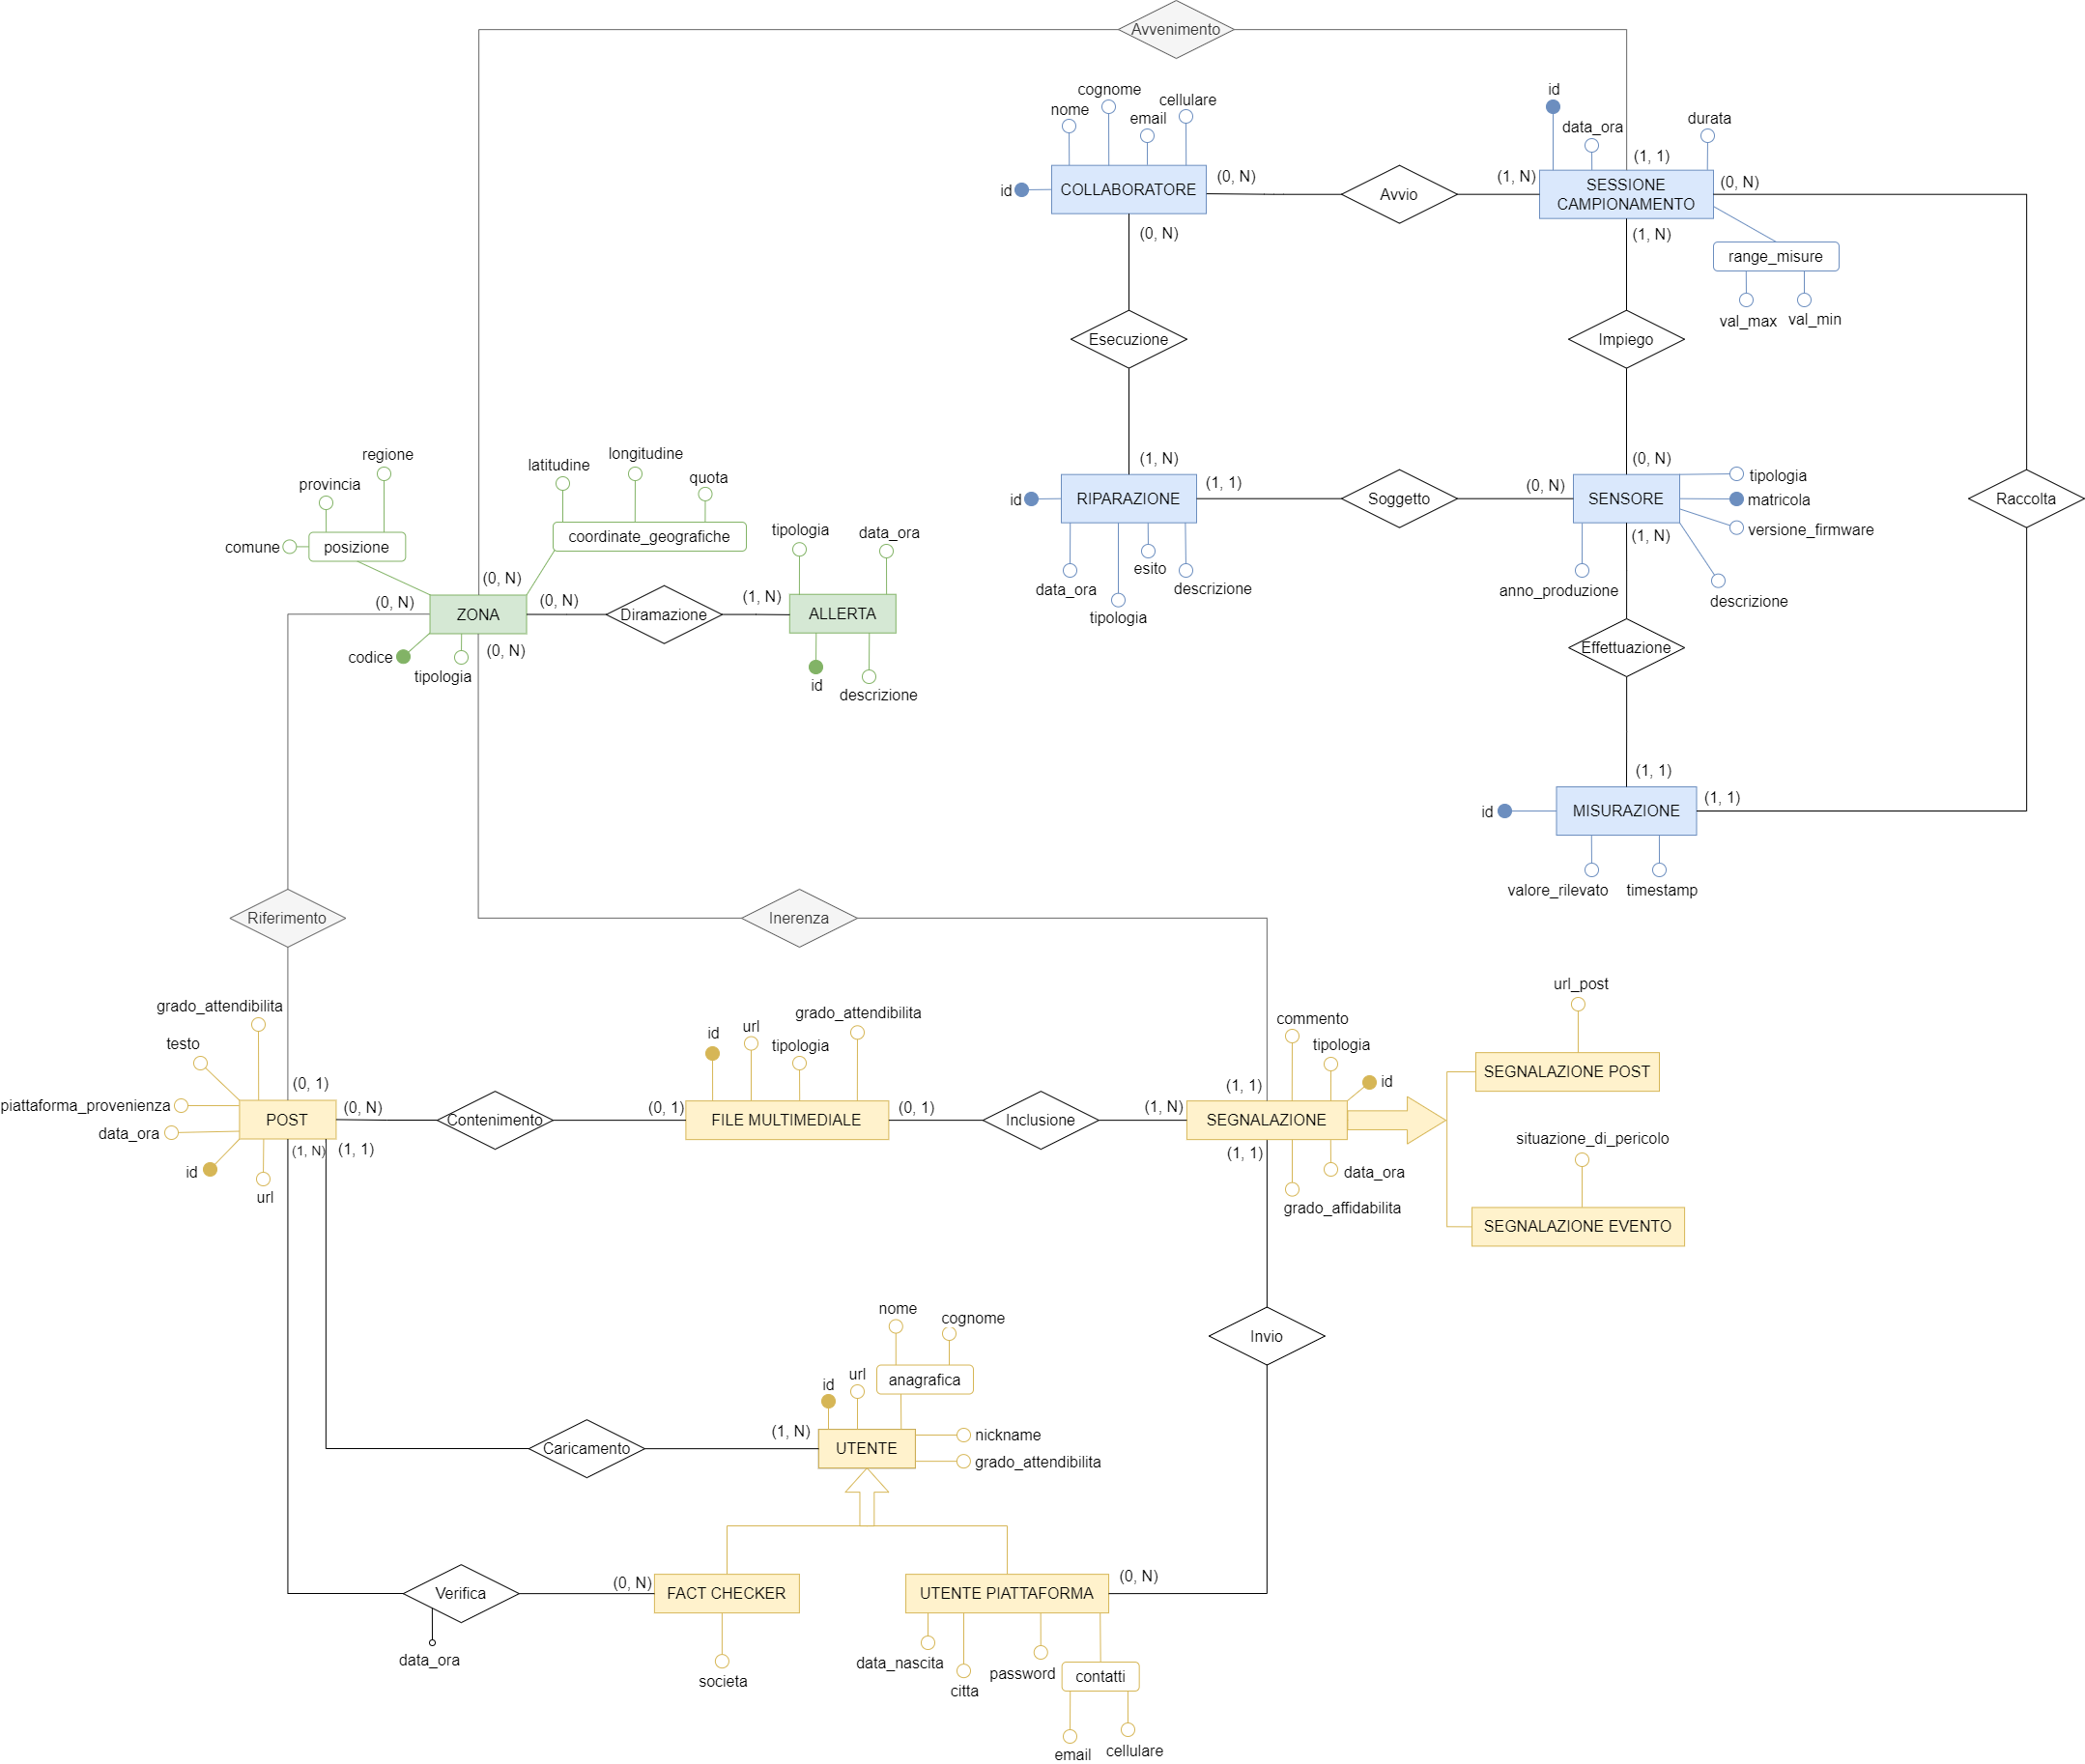 Avvenimento
id
cognome
nome
cellulare
email
data_ora
durata
(1, 1)
id
COLLABORATORE
(0, N)
Avvio
(1, N)
SESSIONE
CAMPIONAMENTO
(0, N)
(0, N)
(1, N)
range_misure
val_max
val_min
Esecuzione
Impiego
(1, N)
(0, N)
id
RIPARAZIONE
(1, 1)
Soggetto
(0, N)
SENSORE
tipologia
matricola
versione_firmware
Raccolta
data_ora
tipologia
esito
descrizione
(1, N)
anno_produzione
descrizione
Effettuazione
regione
provincia
comune
posizione
latitudine
longitudine
quota
coordinate_geografiche
tipologia
data_ora
(0, N)
(0, N)
ZONA
(0, N)
Diramazione
(1, N)
ALLERTA
codice
tipologia
(0, N)
id
descrizione
(1, 1)
id
MISURAZIONE
(1, 1)
valore_rilevato
timestamp
Riferimento
Inerenza
grado_attendibilita
testo
piattaforma_provenienza
data_ora
id
url
(0, 1)
POST
(0, N)
(1, N)
(1, 1)
Contenimento
(0, 1)
id
url
tipologia
grado_attendibilita
FILE MULTIMEDIALE
(0, 1)
Inclusione
(1, N)
(1, 1)
commento
tipologia
id
SEGNALAZIONE
(1, 1)
data_ora
grado_affidabilita
url_post
SEGNALAZIONE POST
situazione_di_pericolo
SEGNALAZIONE EVENTO
nome
cognome
anagrafica
id
url
Invio
Caricamento
(1, N)
UTENTE
nickname
grado_attendibilita
Verifica
data_ora
(0, N)
FACT CHECKER
societa
UTENTE PIATTAFORMA
(0, N)
data_nascita
citta
password
contatti
email
cellulare